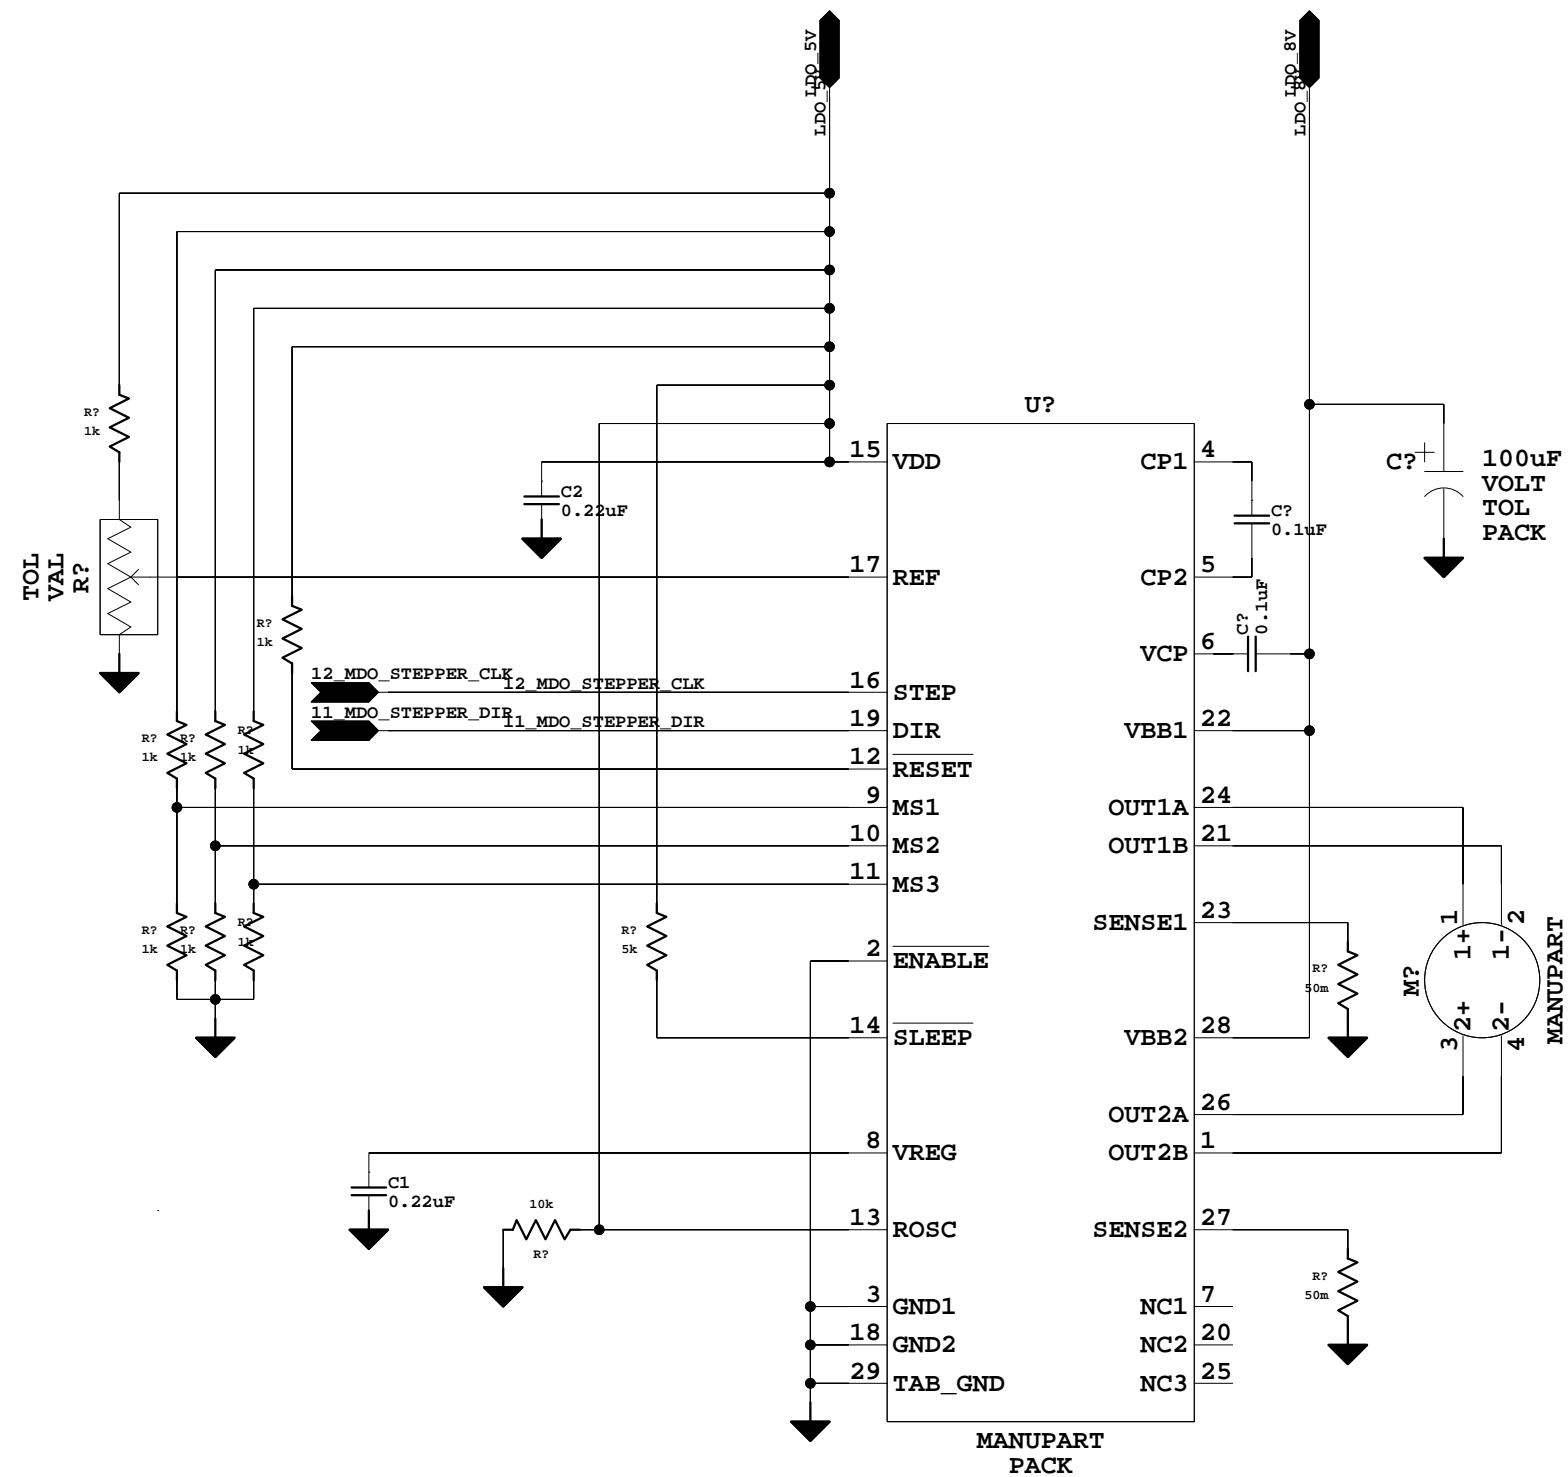 LDO_5V
LDO_5V
LDO_8V
LDO_8V
U?
R?
1k
15 VDD
CP1 4
C2
0.22uF
C?
100uF
VOLT
TOL
PACK
C?
0.1uF
TOL
VAL
R?
17 REF
CP2 5
R?
1k
C?
0.1uF
VCP 6
12_MDO_STEPPER_CLK
12_MDO_STEPPER_CLK
16 STEP
11_MDO_STEPPER_DIR
11_MDO_STEPPER_DIR
19 DIR
VBB1 22
R?
1k
R?
1k
R?
1k
12 RESET
9 MS1
OUT1A 24
10 MS2
OUT1B 21
11 MS3
R?
1k
R?
1k
R?
1k
R?
5k
SENSE1 23
2 ENABLE
R?
50m
1 2
1+ 1-
M?
2+ 2-
3 4
MANUPART
14 SLEEP
VBB2 28
OUT2A 26
8 VREG
OUT2B 1
C1
0.22uF
10k
R?
13 ROSC
SENSE2 27
R?
50m
3 GND1
NC1 7
18 GND2
NC2 20
29 TAB_GND
NC3 25
MANUPART
PACK